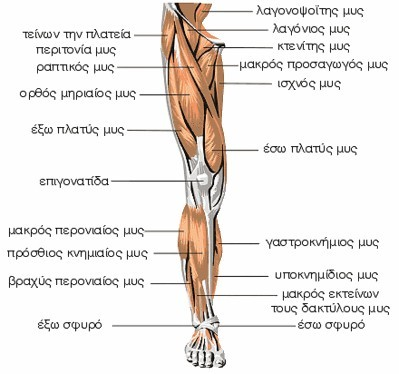 λαγονοψοΐτης μυς
λαγόνιος μυς
κτενίτης μυς
μακρός προσαγωγός μυς
ισχνός μυς
έσω πλατύς μυς
γαστροκνήμιος μυς
υποκνημίδιος μυς
μακρός εκτείνων
τους δακτύλους μυς
έσω σφυρό
τείνων την πλατεία
περιτονία μυς
ραπτικός μυς
ορθός μηριαίος μυς
έξω πλατύς μυς
επιγονατίδα
μακρός περονιαίος μυς
πρόσθιος κνημιαίος μυς
βραχύς περονιαίος μυς
έξω σφυρό